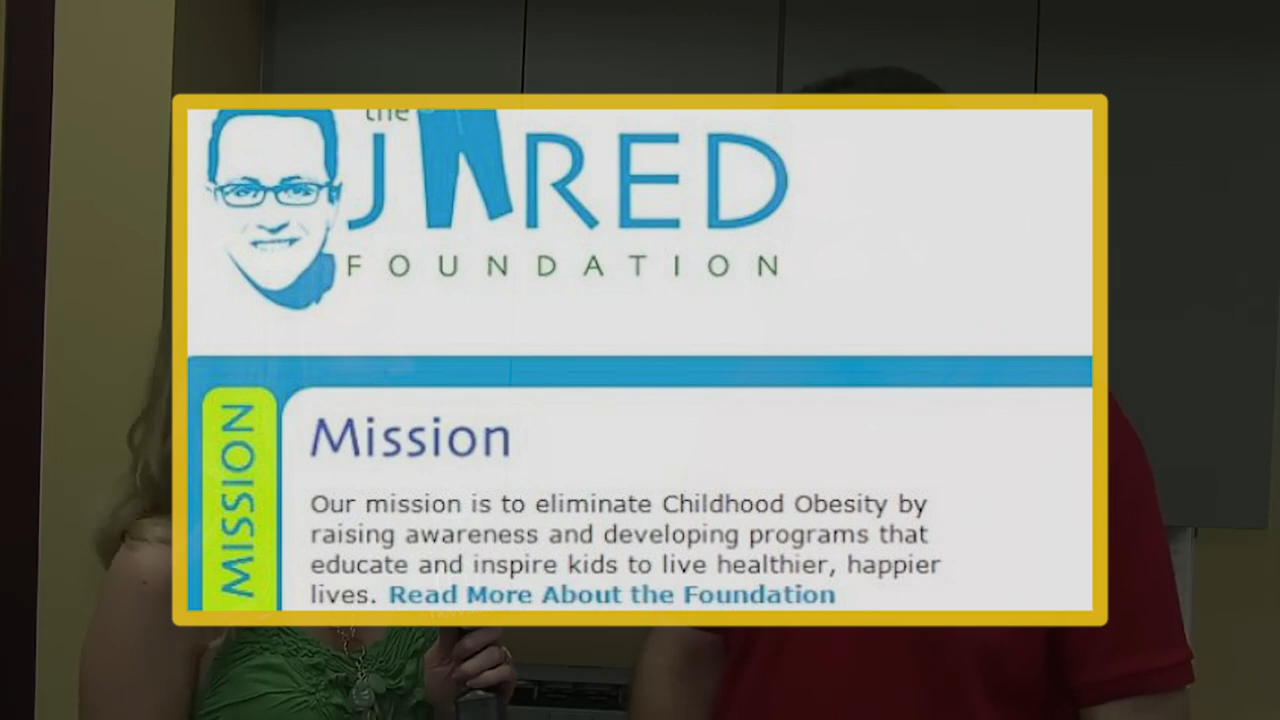 the
JARED
FOUNDATION
MISSION
Mission
Our mission is to eliminate Childhood Obesity by
raising awareness and developing programs that
educate and inspire kids to live healthier, happier
lives. Read More About the Foundation